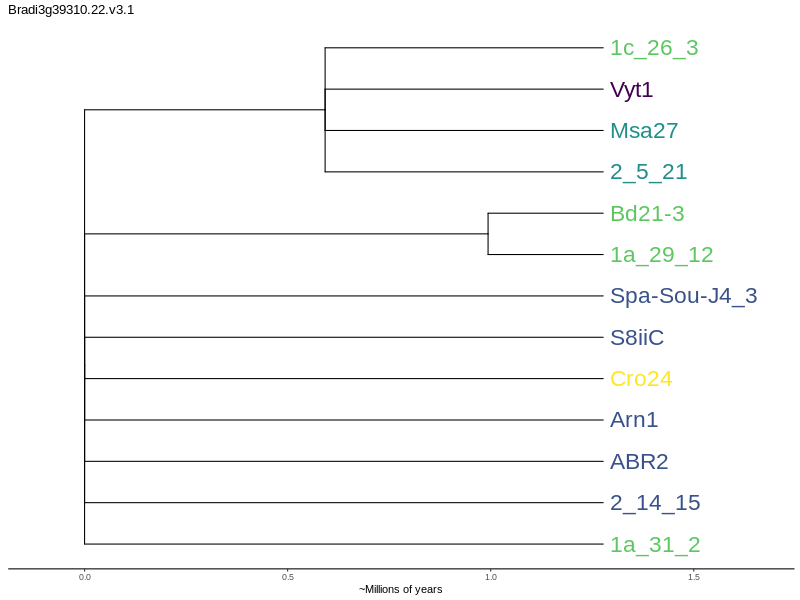 Bradi3g39310.22.v3.1
1c_26_3
Vyt1
Msa27
2_5_21
Bd21-3
1a_29_12
Spa-Sou-J4_3
S8iiC
Cro24
Arn1
ABR2
2_14_15
1a_31_2
0.0 0.5 1.0 1.5
~Millions of years